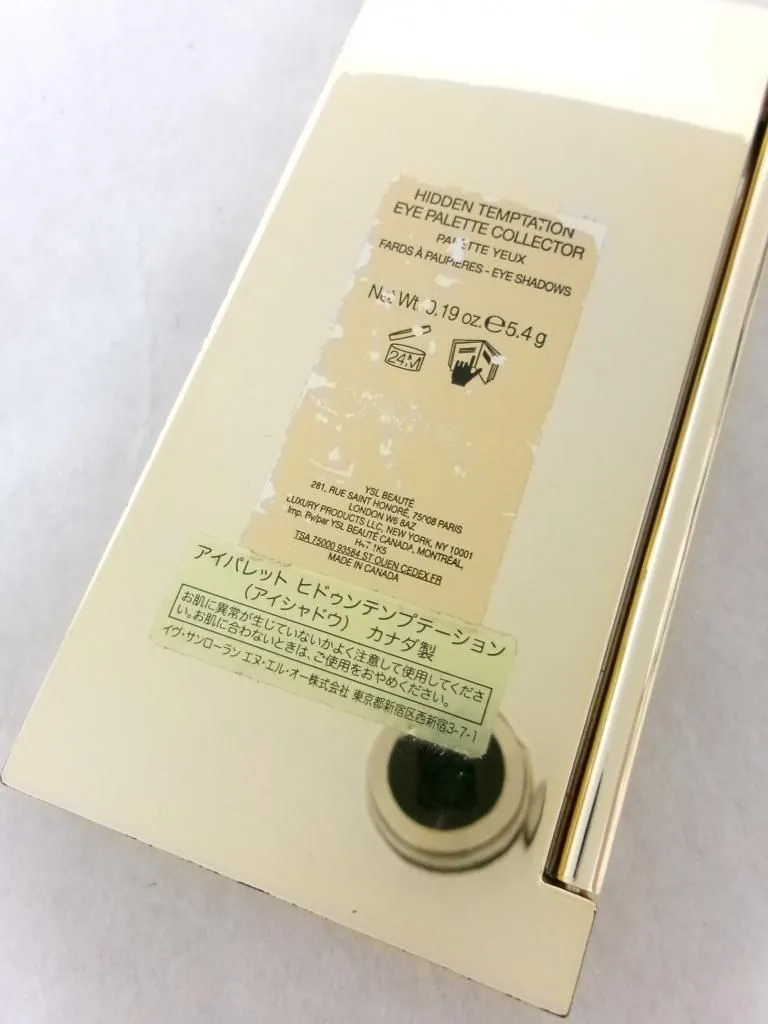 HIDDEN TEMPTATION
EYE PALETTE COLLECTOR
PALETTE YEUX
FARDS À PAUPIÈRES - EYE SHADOWS
Net Wt. 0.19 oz. ℮ 5.4 g
24M
YSL BEAUTÉ
281, RUE SAINT HONORÉ, 75008 PARIS
LONDON W6 8AZ
LUXURY PRODUCTS LLC, NEW YORK, NY 10001
Imp. By/par YSL BEAUTÉ CANADA, MONTRÉAL,
1K5
TSA 75000 93584 ST OUEN CEDEX FR
MADE IN CANADA
アイパレット ヒドゥンテンプテーション
(アイシャドウ) カナダ製
お肌に異常が生じていないかよく注意して使用してくださ
い。お肌に合わないときは、ご使用をおやめください。
イヴ・サンローラン エヌ・エル・オー株式会社 東京都新宿区西新宿3-7-1